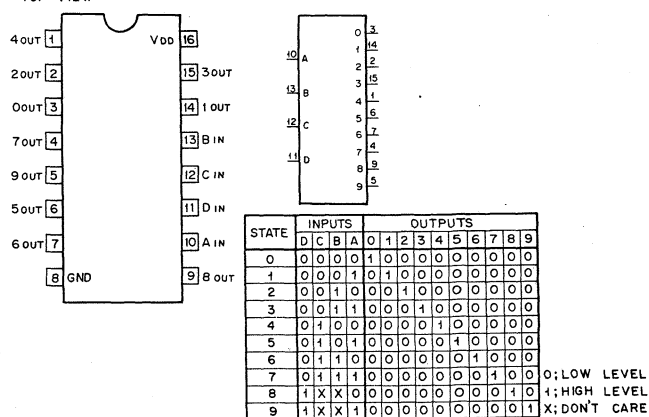 4 OUT 1
2 OUT 2
0 OUT 3
7 OUT 4
9 OUT 5
5 OUT 6
6 OUT 7
8 GND
VDD 16
15 3 OUT
14 1 OUT
13 B IN
12 C IN
11 D IN
10 A IN
9 8 OUT
10 A
13 B
12 C
11 D
0 3
1 14
2 2
3 15
4 1
5 6
6 7
7 4
8 9
9 5
STATE INPUTS OUTPUTS
D C B A 0 1 2 3 4 5 6 7 8 9
0 0 0 0 0 1 0 0 0 0 0 0 0 0 0
1 0 0 0 1 0 1 0 0 0 0 0 0 0 0
2 0 0 1 0 0 0 1 0 0 0 0 0 0 0
3 0 0 1 1 0 0 0 1 0 0 0 0 0 0
4 0 1 0 0 0 0 0 0 1 0 0 0 0 0
5 0 1 0 1 0 0 0 0 0 1 0 0 0 0
6 0 1 1 0 0 0 0 0 0 0 1 0 0 0
7 0 1 1 1 0 0 0 0 0 0 0 1 0 0 0; LOW LEVEL
8 1 X X 0 0 0 0 0 0 0 0 0 1 0 1; HIGH LEVEL
9 1 X X 1 0 0 0 0 0 0 0 0 0 1 X; DON'T CARE